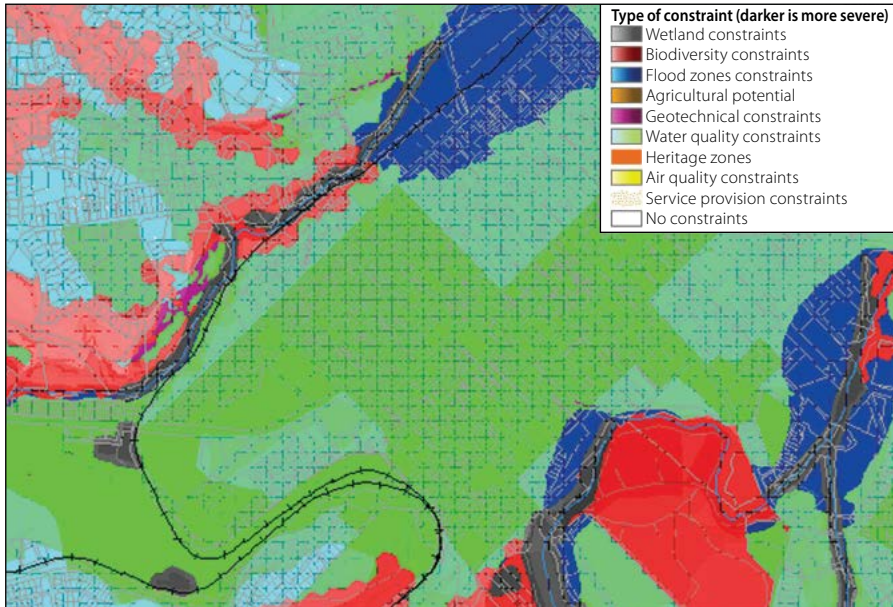 Type of constraint (darker is more severe)
Wetland constraints
Biodiversity constraints
Flood zones constraints
Agricultural potential
Geotechnical constraints
Water quality constraints
Heritage zones
Air quality constraints
Service provision constraints
No constraints